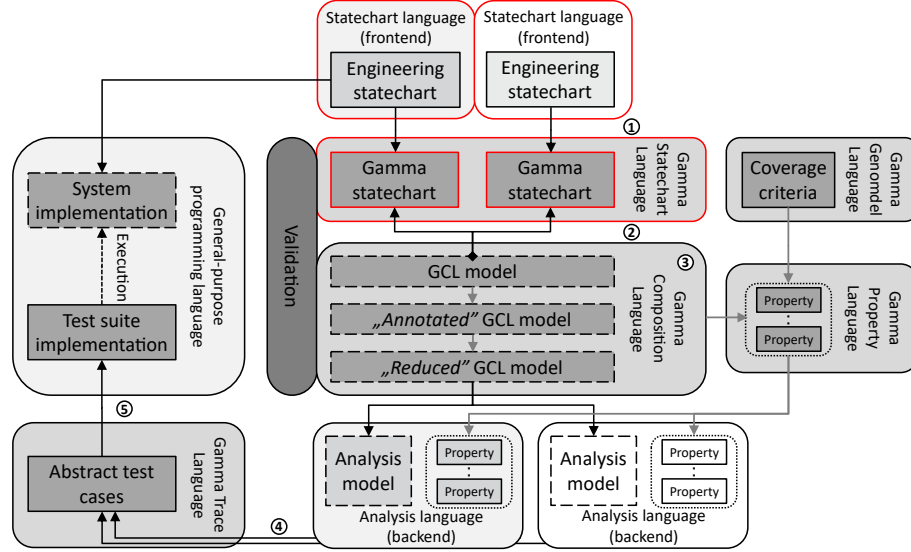 Statechart language
(frontend)
Engineering
statechart
Statechart language
(frontend)
Engineering
statechart
①
Gamma
statechart
Gamma
statechart
Gamma
Statechart
Language
Coverage
criteria
Gamma
Genomdel
Language
System
implementation
Execution
Test suite
implementation
General-purpose
programming language
Validation
②
③
GCL model
„Annotated” GCL model
„Reduced” GCL model
Gamma
Composition
Language
Property
Property
Gamma
Property
Language
⑤
Abstract test
cases
Gamma Trace
Language
④
Analysis
model
Property
Property
Analysis language
(backend)
Analysis
model
Property
Property
Analysis language
(backend)